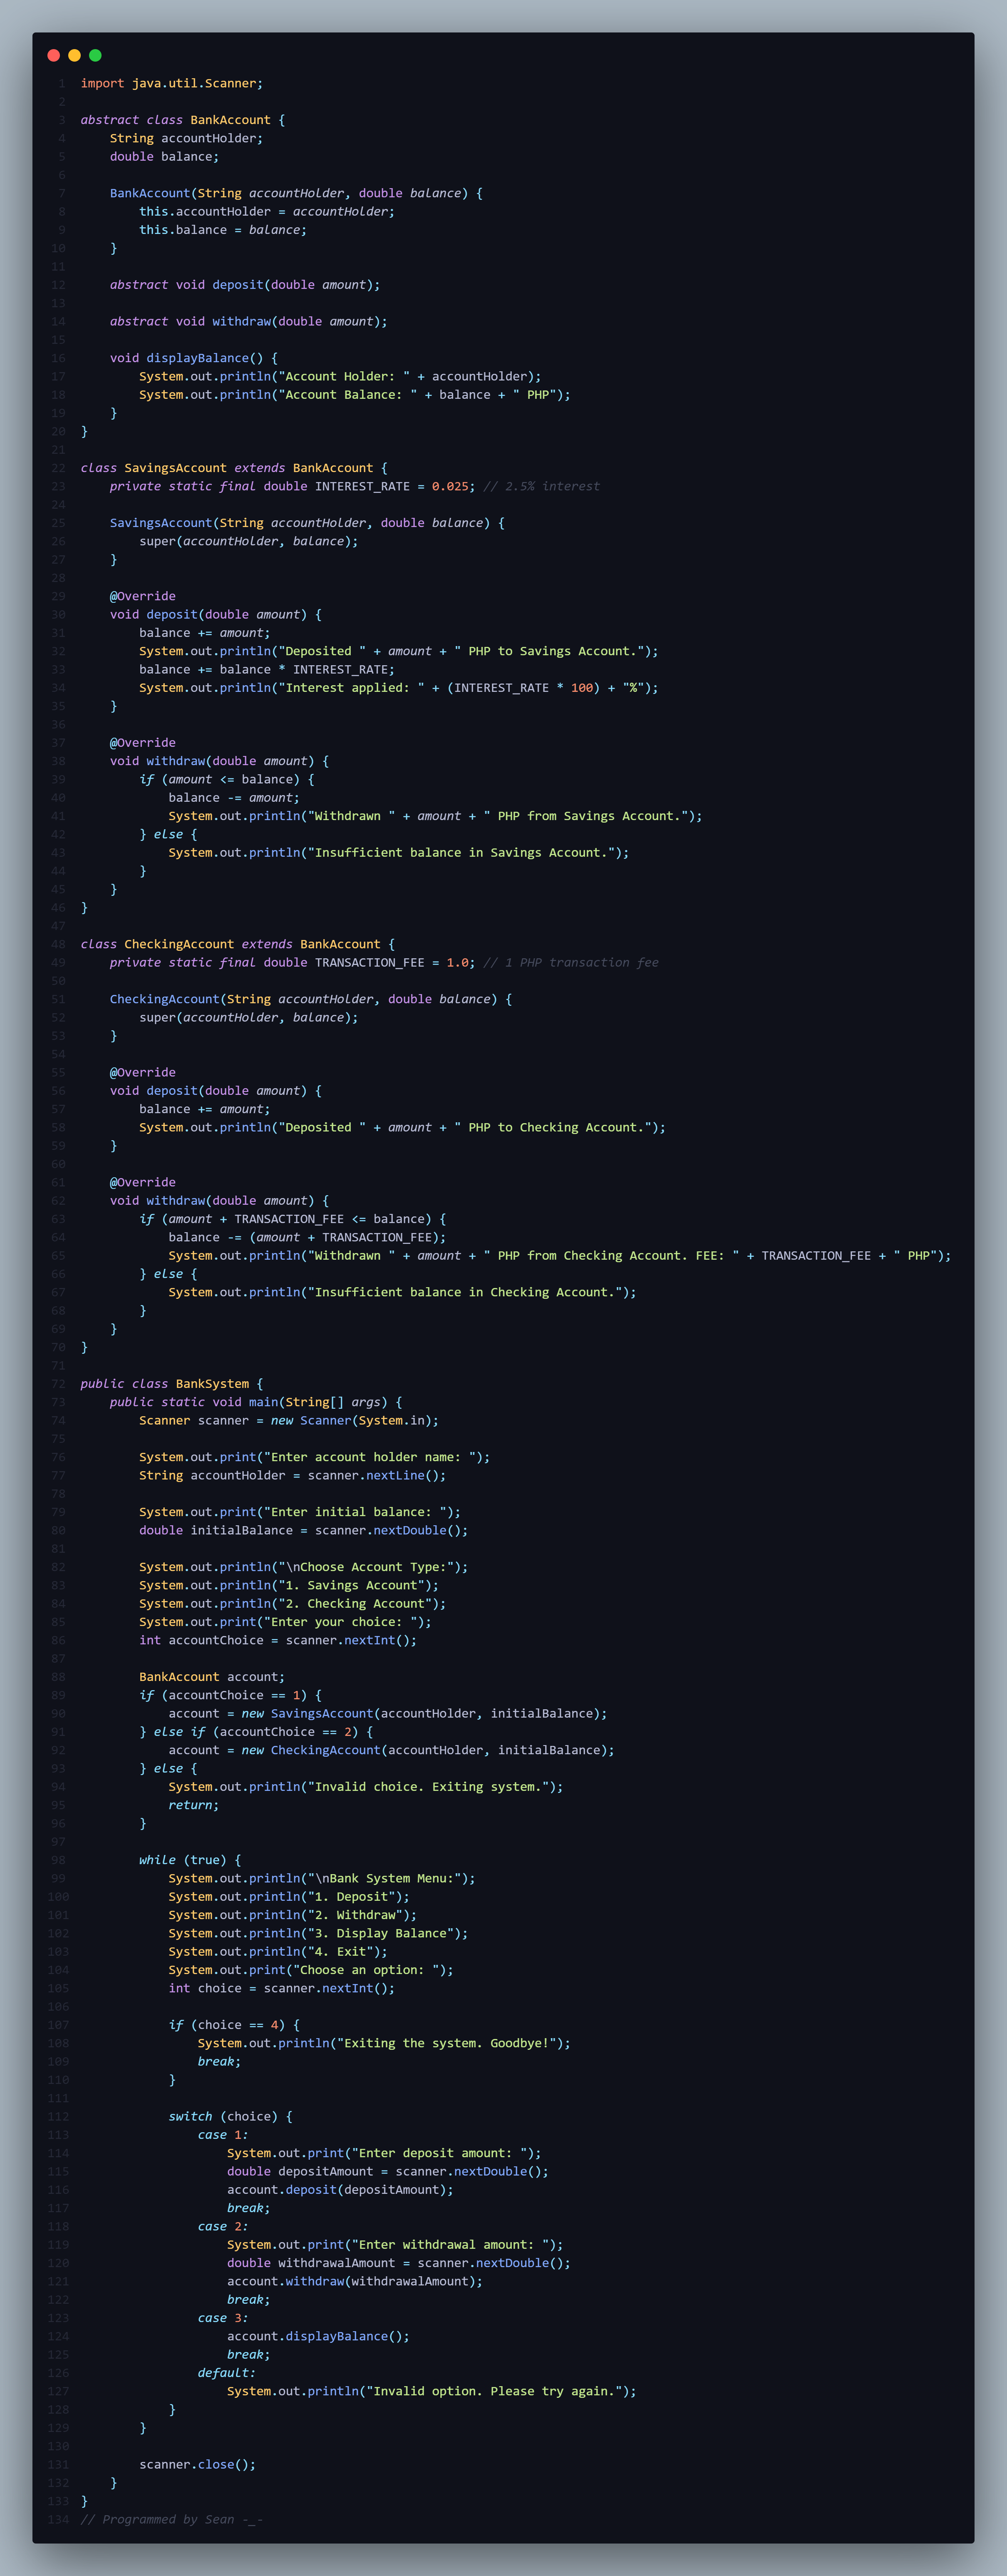 1 import java.util.Scanner;
2
3 abstract class BankAccount {
4     String accountHolder;
5     double balance;
6
7     BankAccount(String accountHolder, double balance) {
8         this.accountHolder = accountHolder;
9         this.balance = balance;
10     }
11
12     abstract void deposit(double amount);
13
14     abstract void withdraw(double amount);
15
16     void displayBalance() {
17         System.out.println("Account Holder: " + accountHolder);
18         System.out.println("Account Balance: " + balance + " PHP");
19     }
20 }
21
22 class SavingsAccount extends BankAccount {
23     private static final double INTEREST_RATE = 0.025; // 2.5% interest
24
25     SavingsAccount(String accountHolder, double balance) {
26         super(accountHolder, balance);
27     }
28
29     @Override
30     void deposit(double amount) {
31         balance += amount;
32         System.out.println("Deposited " + amount + " PHP to Savings Account.");
33         balance += balance * INTEREST_RATE;
34         System.out.println("Interest applied: " + (INTEREST_RATE * 100) + "%");
35     }
36
37     @Override
38     void withdraw(double amount) {
39         if (amount <= balance) {
40             balance -= amount;
41             System.out.println("Withdrawn " + amount + " PHP from Savings Account.");
42         } else {
43             System.out.println("Insufficient balance in Savings Account.");
44         }
45     }
46 }
47
48 class CheckingAccount extends BankAccount {
49     private static final double TRANSACTION_FEE = 1.0; // 1 PHP transaction fee
50
51     CheckingAccount(String accountHolder, double balance) {
52         super(accountHolder, balance);
53     }
54
55     @Override
56     void deposit(double amount) {
57         balance += amount;
58         System.out.println("Deposited " + amount + " PHP to Checking Account.");
59     }
60
61     @Override
62     void withdraw(double amount) {
63         if (amount + TRANSACTION_FEE <= balance) {
64             balance -= (amount + TRANSACTION_FEE);
65             System.out.println("Withdrawn " + amount + " PHP from Checking Account. FEE: " + TRANSACTION_FEE + " PHP");
66         } else {
67             System.out.println("Insufficient balance in Checking Account.");
68         }
69     }
70 }
71
72 public class BankSystem {
73     public static void main(String[] args) {
74         Scanner scanner = new Scanner(System.in);
75
76         System.out.print("Enter account holder name: ");
77         String accountHolder = scanner.nextLine();
78
79         System.out.print("Enter initial balance: ");
80         double initialBalance = scanner.nextDouble();
81
82         System.out.println("\nChoose Account Type:");
83         System.out.println("1. Savings Account");
84         System.out.println("2. Checking Account");
85         System.out.print("Enter your choice: ");
86         int accountChoice = scanner.nextInt();
87
88         BankAccount account;
89         if (accountChoice == 1) {
90             account = new SavingsAccount(accountHolder, initialBalance);
91         } else if (accountChoice == 2) {
92             account = new CheckingAccount(accountHolder, initialBalance);
93         } else {
94             System.out.println("Invalid choice. Exiting system.");
95             return;
96         }
97
98         while (true) {
99             System.out.println("\nBank System Menu:");
100             System.out.println("1. Deposit");
101             System.out.println("2. Withdraw");
102             System.out.println("3. Display Balance");
103             System.out.println("4. Exit");
104             System.out.print("Choose an option: ");
105             int choice = scanner.nextInt();
106
107             if (choice == 4) {
108                 System.out.println("Exiting the system. Goodbye!");
109                 break;
110             }
111
112             switch (choice) {
113                 case 1:
114                     System.out.print("Enter deposit amount: ");
115                     double depositAmount = scanner.nextDouble();
116                     account.deposit(depositAmount);
117                     break;
118                 case 2:
119                     System.out.print("Enter withdrawal amount: ");
120                     double withdrawalAmount = scanner.nextDouble();
121                     account.withdraw(withdrawalAmount);
122                     break;
123                 case 3:
124                     account.displayBalance();
125                     break;
126                 default:
127                     System.out.println("Invalid option. Please try again.");
128             }
129         }
130
131         scanner.close();
132     }
133 }
134 // Programmed by Sean -_-